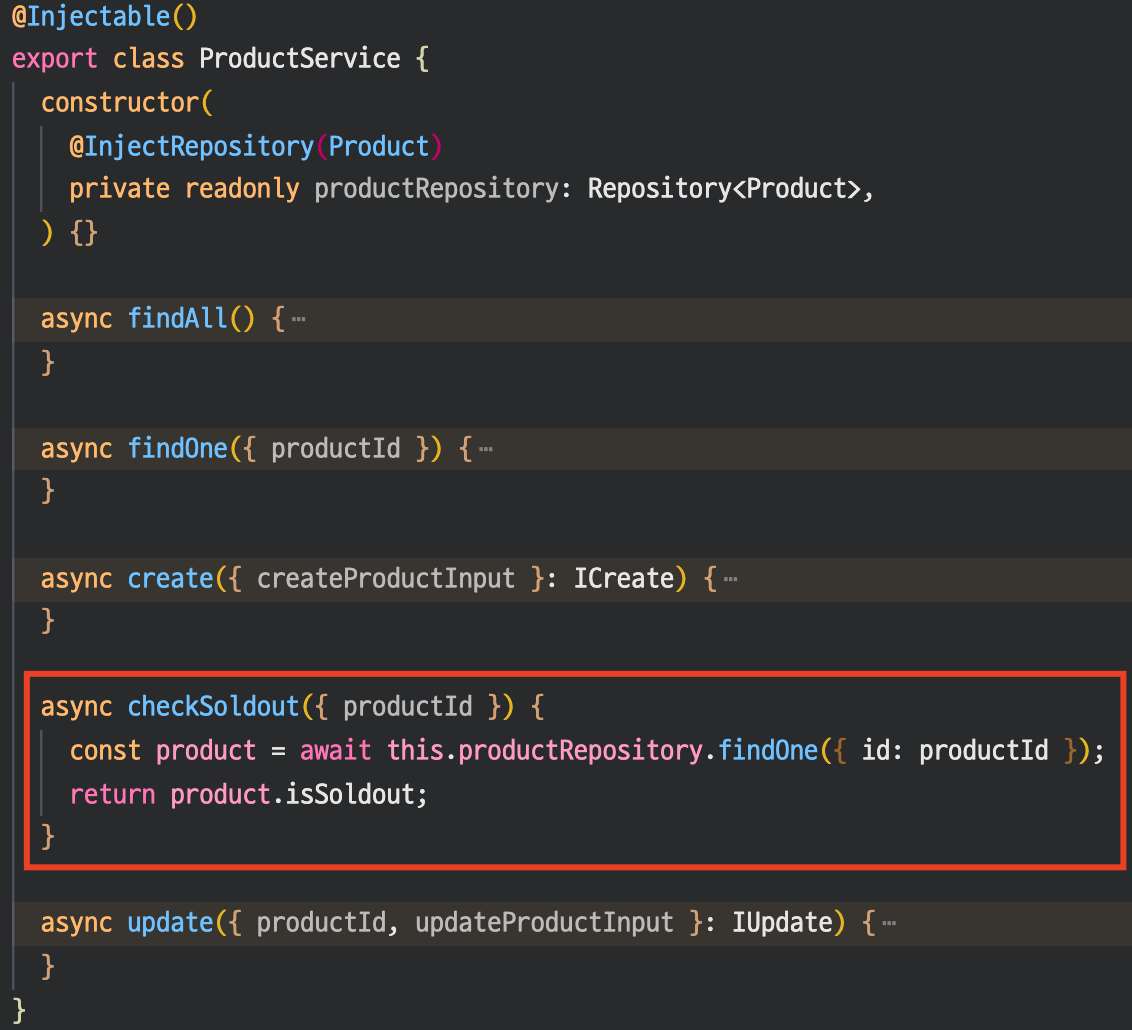 @Injectable()
export class ProductService {
constructor(
@InjectRepository(Product)
private readonly productRepository: Repository<Product>,
) {}
async findAll() {⋯
}
async findOne({ productId }) {⋯
}
async create({ createProductInput }: ICreate) {⋯
}
async checkSoldout({ productId }) {
const product = await this.productRepository.findOne({ id: productId });
return product.isSoldout;
}
async update({ productId, updateProductInput }: IUpdate) {⋯
}
}